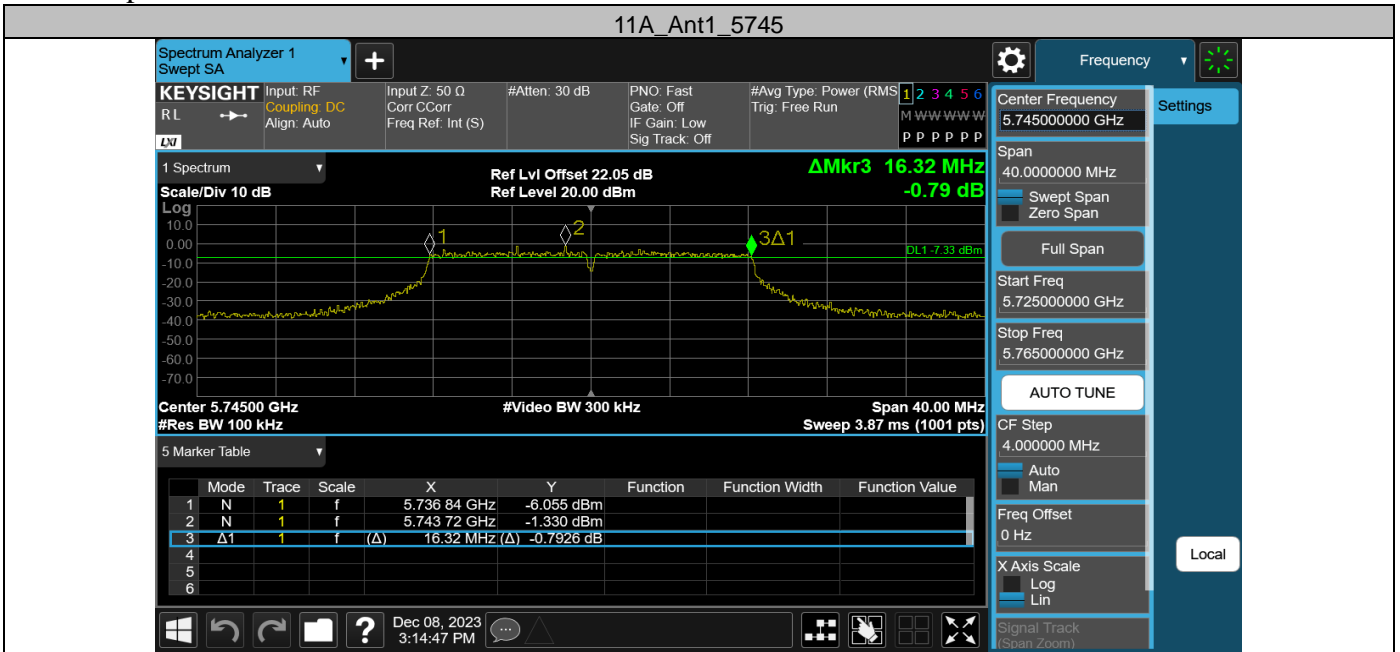 11A_Ant1_5745
Spectrum Analyzer 1
Swept SA
Frequency
KEYSIGHT
RL
LXI
Input: RF
Coupling: DC
Align: Auto
Input Z: 50 Ω
Corr CCorr
Freq Ref: Int (S)
#Atten: 30 dB
PNO: Fast
Gate: Off
IF Gain: Low
Sig Track: Off
#Avg Type: Power (RMS
Trig: Free Run
1 2 3 4 5 6
M W W W W W
P P P P P P
1 Spectrum
Scale/Div 10 dB
Ref Lvl Offset 22.05 dB
Ref Level 20.00 dBm
ΔMkr3 16.32 MHz
-0.79 dB
Log
10.0
0.00
-10.0
-20.0
-30.0
-40.0
-50.0
-60.0
-70.0
1
2
3Δ1
DL1 -7.33 dBm
Center 5.74500 GHz
#Video BW 300 kHz
Span 40.00 MHz
#Res BW 100 kHz
Sweep 3.87 ms (1001 pts)
5 Marker Table
Mode Trace Scale X Y Function Function Width Function Value
1 N 1 f 5.736 84 GHz -6.055 dBm
2 N 1 f 5.743 72 GHz -1.330 dBm
3 Δ1 1 f (Δ) 16.32 MHz (Δ) -0.7926 dB
4
5
6
?
Dec 08, 2023
3:14:47 PM
Center Frequency
5.745000000 GHz
Settings
Span
40.0000000 MHz
Swept Span
Zero Span
Full Span
Start Freq
5.725000000 GHz
Stop Freq
5.765000000 GHz
AUTO TUNE
CF Step
4.000000 MHz
Auto
Man
Freq Offset
0 Hz
Local
X Axis Scale
Log
Lin
Signal Track
(Span Zoom)